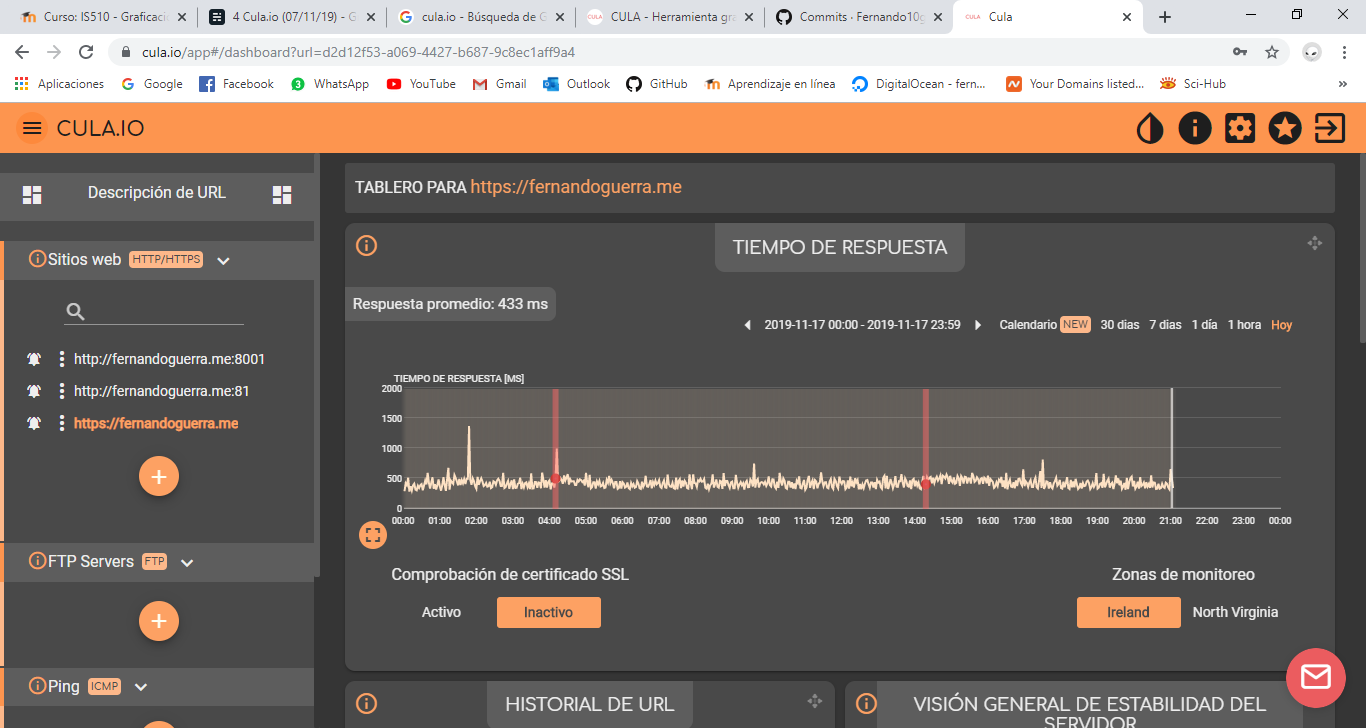 Curso: IS510 - Graficaci
4 Cula.io (07/11/19) - G
cula.io - Búsqueda de G
CULA - Herramienta gra
Commits · Fernando10g
CULA Cula
cula.io/app#/dashboard?url=d2d12f53-a069-4427-b687-9c8ec1aff9a4
Aplicaciones Google Facebook WhatsApp YouTube Gmail Outlook GitHub Aprendizaje en línea DigitalOcean - fern... Your Domains listed... Sci-Hub »
CULA.IO
Descripción de URL
Sitios web HTTP/HTTPS
http://fernandoguerra.me:8001
http://fernandoguerra.me:81
https://fernandoguerra.me
FTP Servers FTP
Ping ICMP
TABLERO PARA https://fernandoguerra.me
TIEMPO DE RESPUESTA
Respuesta promedio: 433 ms
2019-11-17 00:00 - 2019-11-17 23:59 Calendario NEW 30 dias 7 dias 1 día 1 hora Hoy
TIEMPO DE RESPUESTA [MS]
2000
1500
1000
500
0
00:00 01:00 02:00 03:00 04:00 05:00 06:00 07:00 08:00 09:00 10:00 11:00 12:00 13:00 14:00 15:00 16:00 17:00 18:00 19:00 20:00 21:00 22:00 23:00 00:00
Comprobación de certificado SSL
Activo Inactivo
Zonas de monitoreo
Ireland North Virginia
HISTORIAL DE URL
VISIÓN GENERAL DE ESTABILIDAD DEL
SERVIDOR